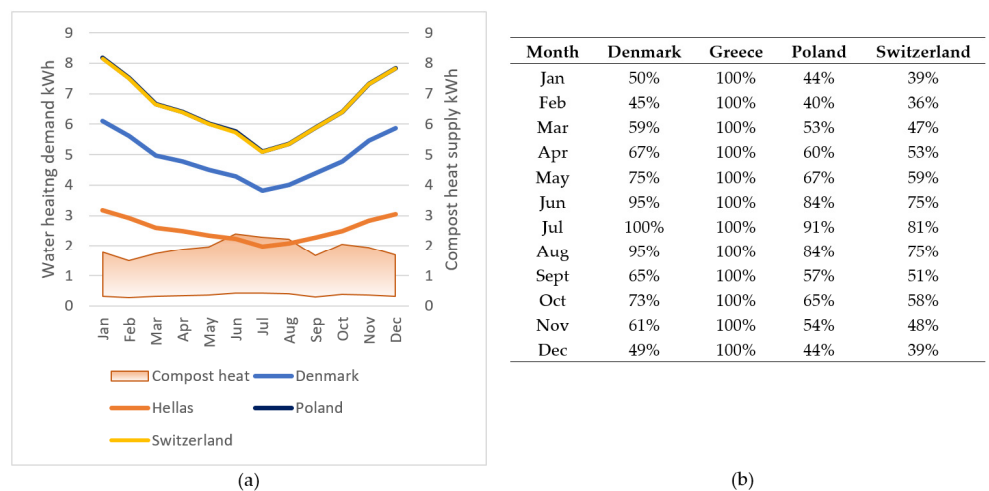 9 9
8 8
7 7
6 6
5 5
4 4
3 3
2 2
1 1
0 0
Water heaitng demand kWh
Compost heat supply kWh
Jan Feb Mar Apr May Jun Jul Aug Sep Oct Nov Dec
Compost heat Denmark
Hellas Poland
Switzerland
(a)
Month Denmark Greece Poland Switzerland
Jan 50% 100% 44% 39%
Feb 45% 100% 40% 36%
Mar 59% 100% 53% 47%
Apr 67% 100% 60% 53%
May 75% 100% 67% 59%
Jun 95% 100% 84% 75%
Jul 100% 100% 91% 81%
Aug 95% 100% 84% 75%
Sept 65% 100% 57% 51%
Oct 73% 100% 65% 58%
Nov 61% 100% 54% 48%
Dec 49% 100% 44% 39%
(b)